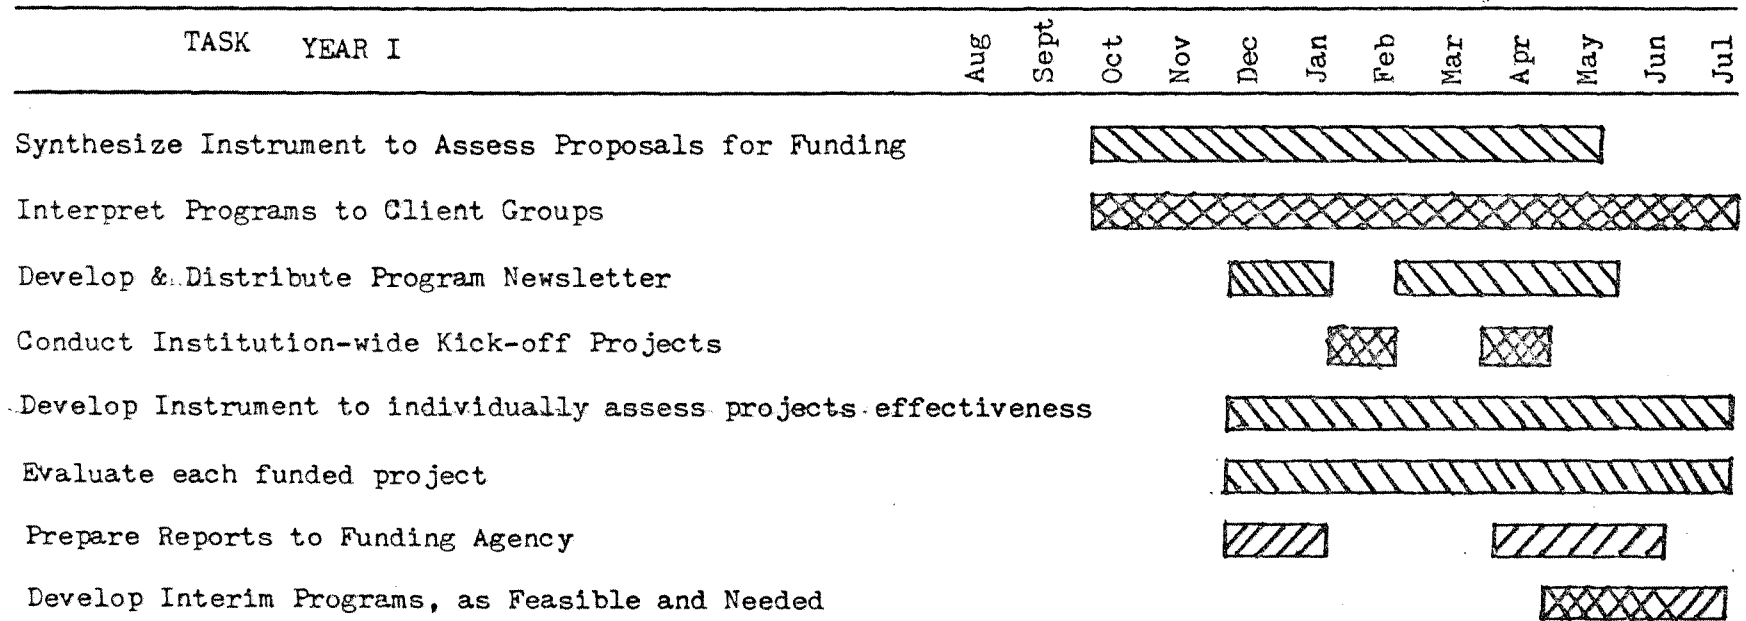 TASK YEAR I Aug Sept Oct Nov Dec Jan Feb Mar Apr May Jun Jul
Synthesize Instrument to Assess Proposals for Funding
Interpret Programs to Client Groups
Develop & Distribute Program Newsletter
Conduct Institution-wide Kick-off Projects
Develop Instrument to individually assess projects effectiveness
Evaluate each funded project
Prepare Reports to Funding Agency
Develop Interim Programs, as Feasible and Needed